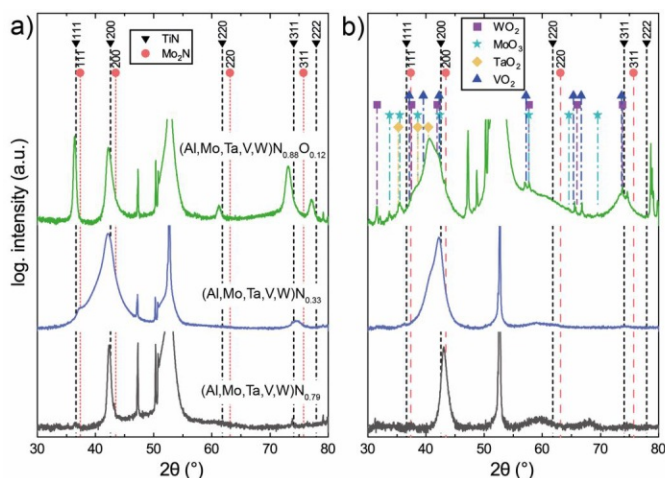 a)
TiN
Mo₂N
111
111
200
200
220
220
311
311
222
(Al,Mo,Ta,V,W)N₀.₈₈O₀.₁₂
(Al,Mo,Ta,V,W)N₀.₃₃
(Al,Mo,Ta,V,W)N₀.₇₉
log. intensity (a.u.)
30 40 50 60 70 80
2θ (°)
b)
WO₂
MoO₃
TaO₂
VO₂
111
111
200
200
220
220
311
311
222
30 40 50 60 70 80
2θ (°)